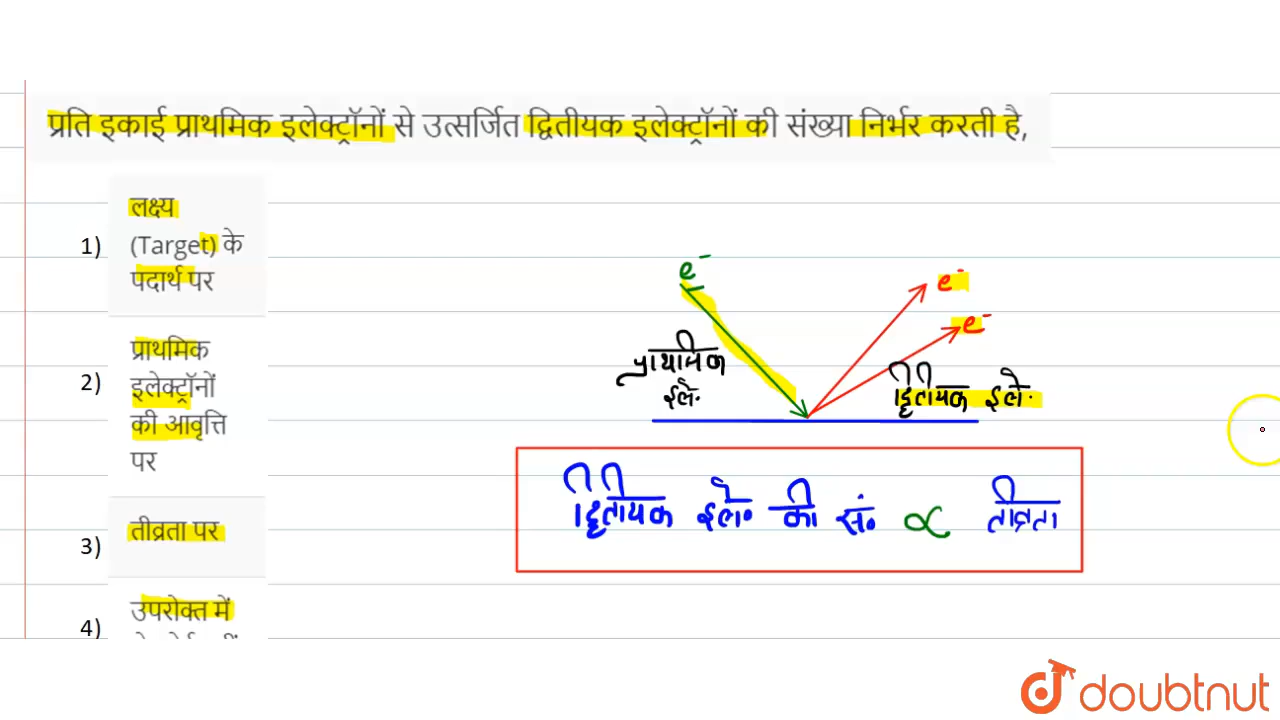 प्रति इकाई प्राथमिक इलेक्ट्रॉनों से उत्सर्जित द्वितीयक इलेक्ट्रॉनों की संख्या निर्भर करती है,
1)
लक्ष्य
(Target) के
पदार्थ पर
2)
प्राथमिक
इलेक्ट्रॉनों
की आवृत्ति
पर
3)
तीव्रता पर
4)
उपरोक्त में
e⁻
e⁻
e⁻
प्राथमिक
इले॰
द्वितीयक इले॰
द्वितीयक इले॰ की सं॰ ∝ तीव्रता
doubtnut